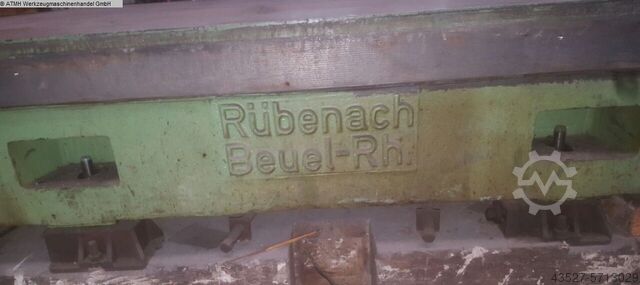 © ATMH Werkzeugmaschinenhandel GmbH
Rübenach
Beuel-Rh.
43527-5713029